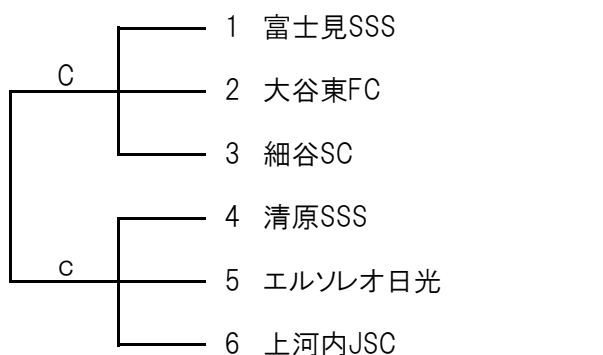 1 富士見SSS
C
2 大谷東FC
3 細谷SC
4 清原SSS
c
5 エルソレオ日光
6 上河内JSC